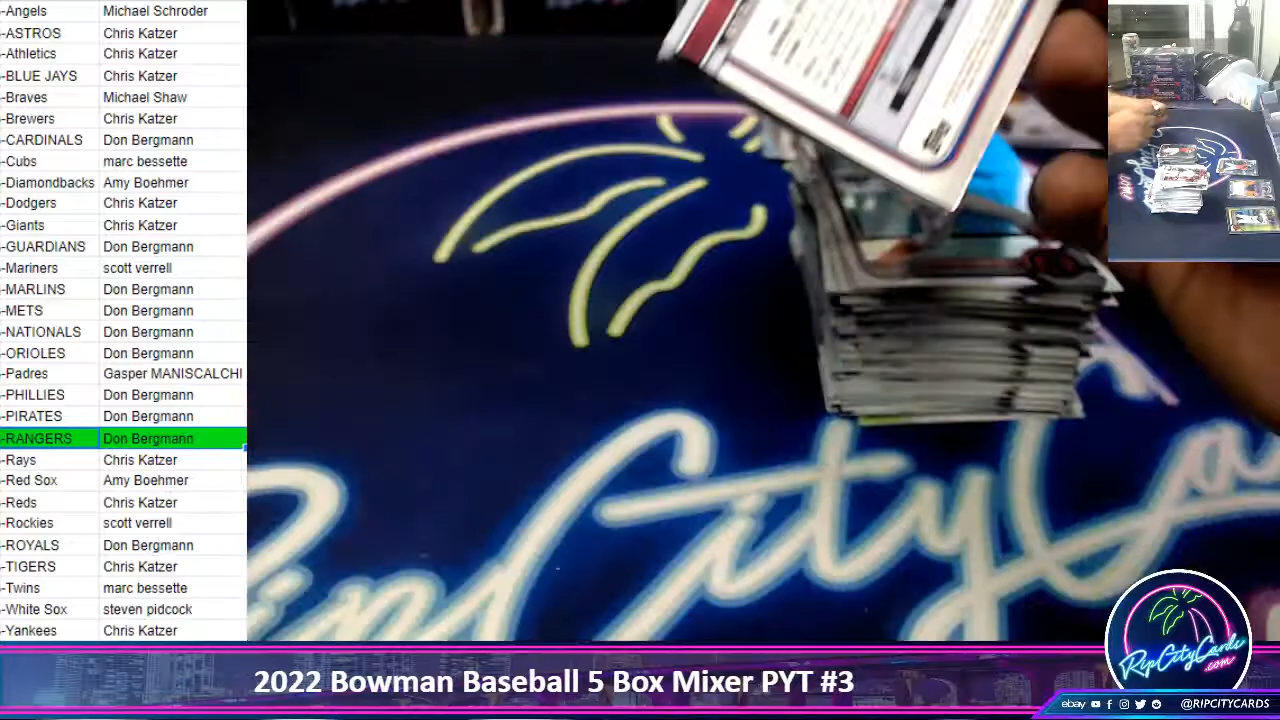 -Angels Michael Schroder
-ASTROS Chris Katzer
-Athletics Chris Katzer
-BLUE JAYS Chris Katzer
-Braves Michael Shaw
-Brewers Chris Katzer
-CARDINALS Don Bergmann
-Cubs marc bessette
-Diamondbacks Amy Boehmer
-Dodgers Chris Katzer
-Giants Chris Katzer
-GUARDIANS Don Bergmann
-Mariners scott verrell
-MARLINS Don Bergmann
-METS Don Bergmann
-NATIONALS Don Bergmann
-ORIOLES Don Bergmann
-Padres Gasper MANISCALCHI
-PHILLIES Don Bergmann
-PIRATES Don Bergmann
-RANGERS Don Bergmann
-Rays Chris Katzer
-Red Sox Amy Boehmer
-Reds Chris Katzer
-Rockies scott verrell
-ROYALS Don Bergmann
-TIGERS Chris Katzer
-Twins marc bessette
-White Sox steven pidcock
-Yankees Chris Katzer
Rip City Ca
2022 Bowman Baseball 5 Box Mixer PYT #3
RipCityCards
.com
ebay @RIPCITYCARDS